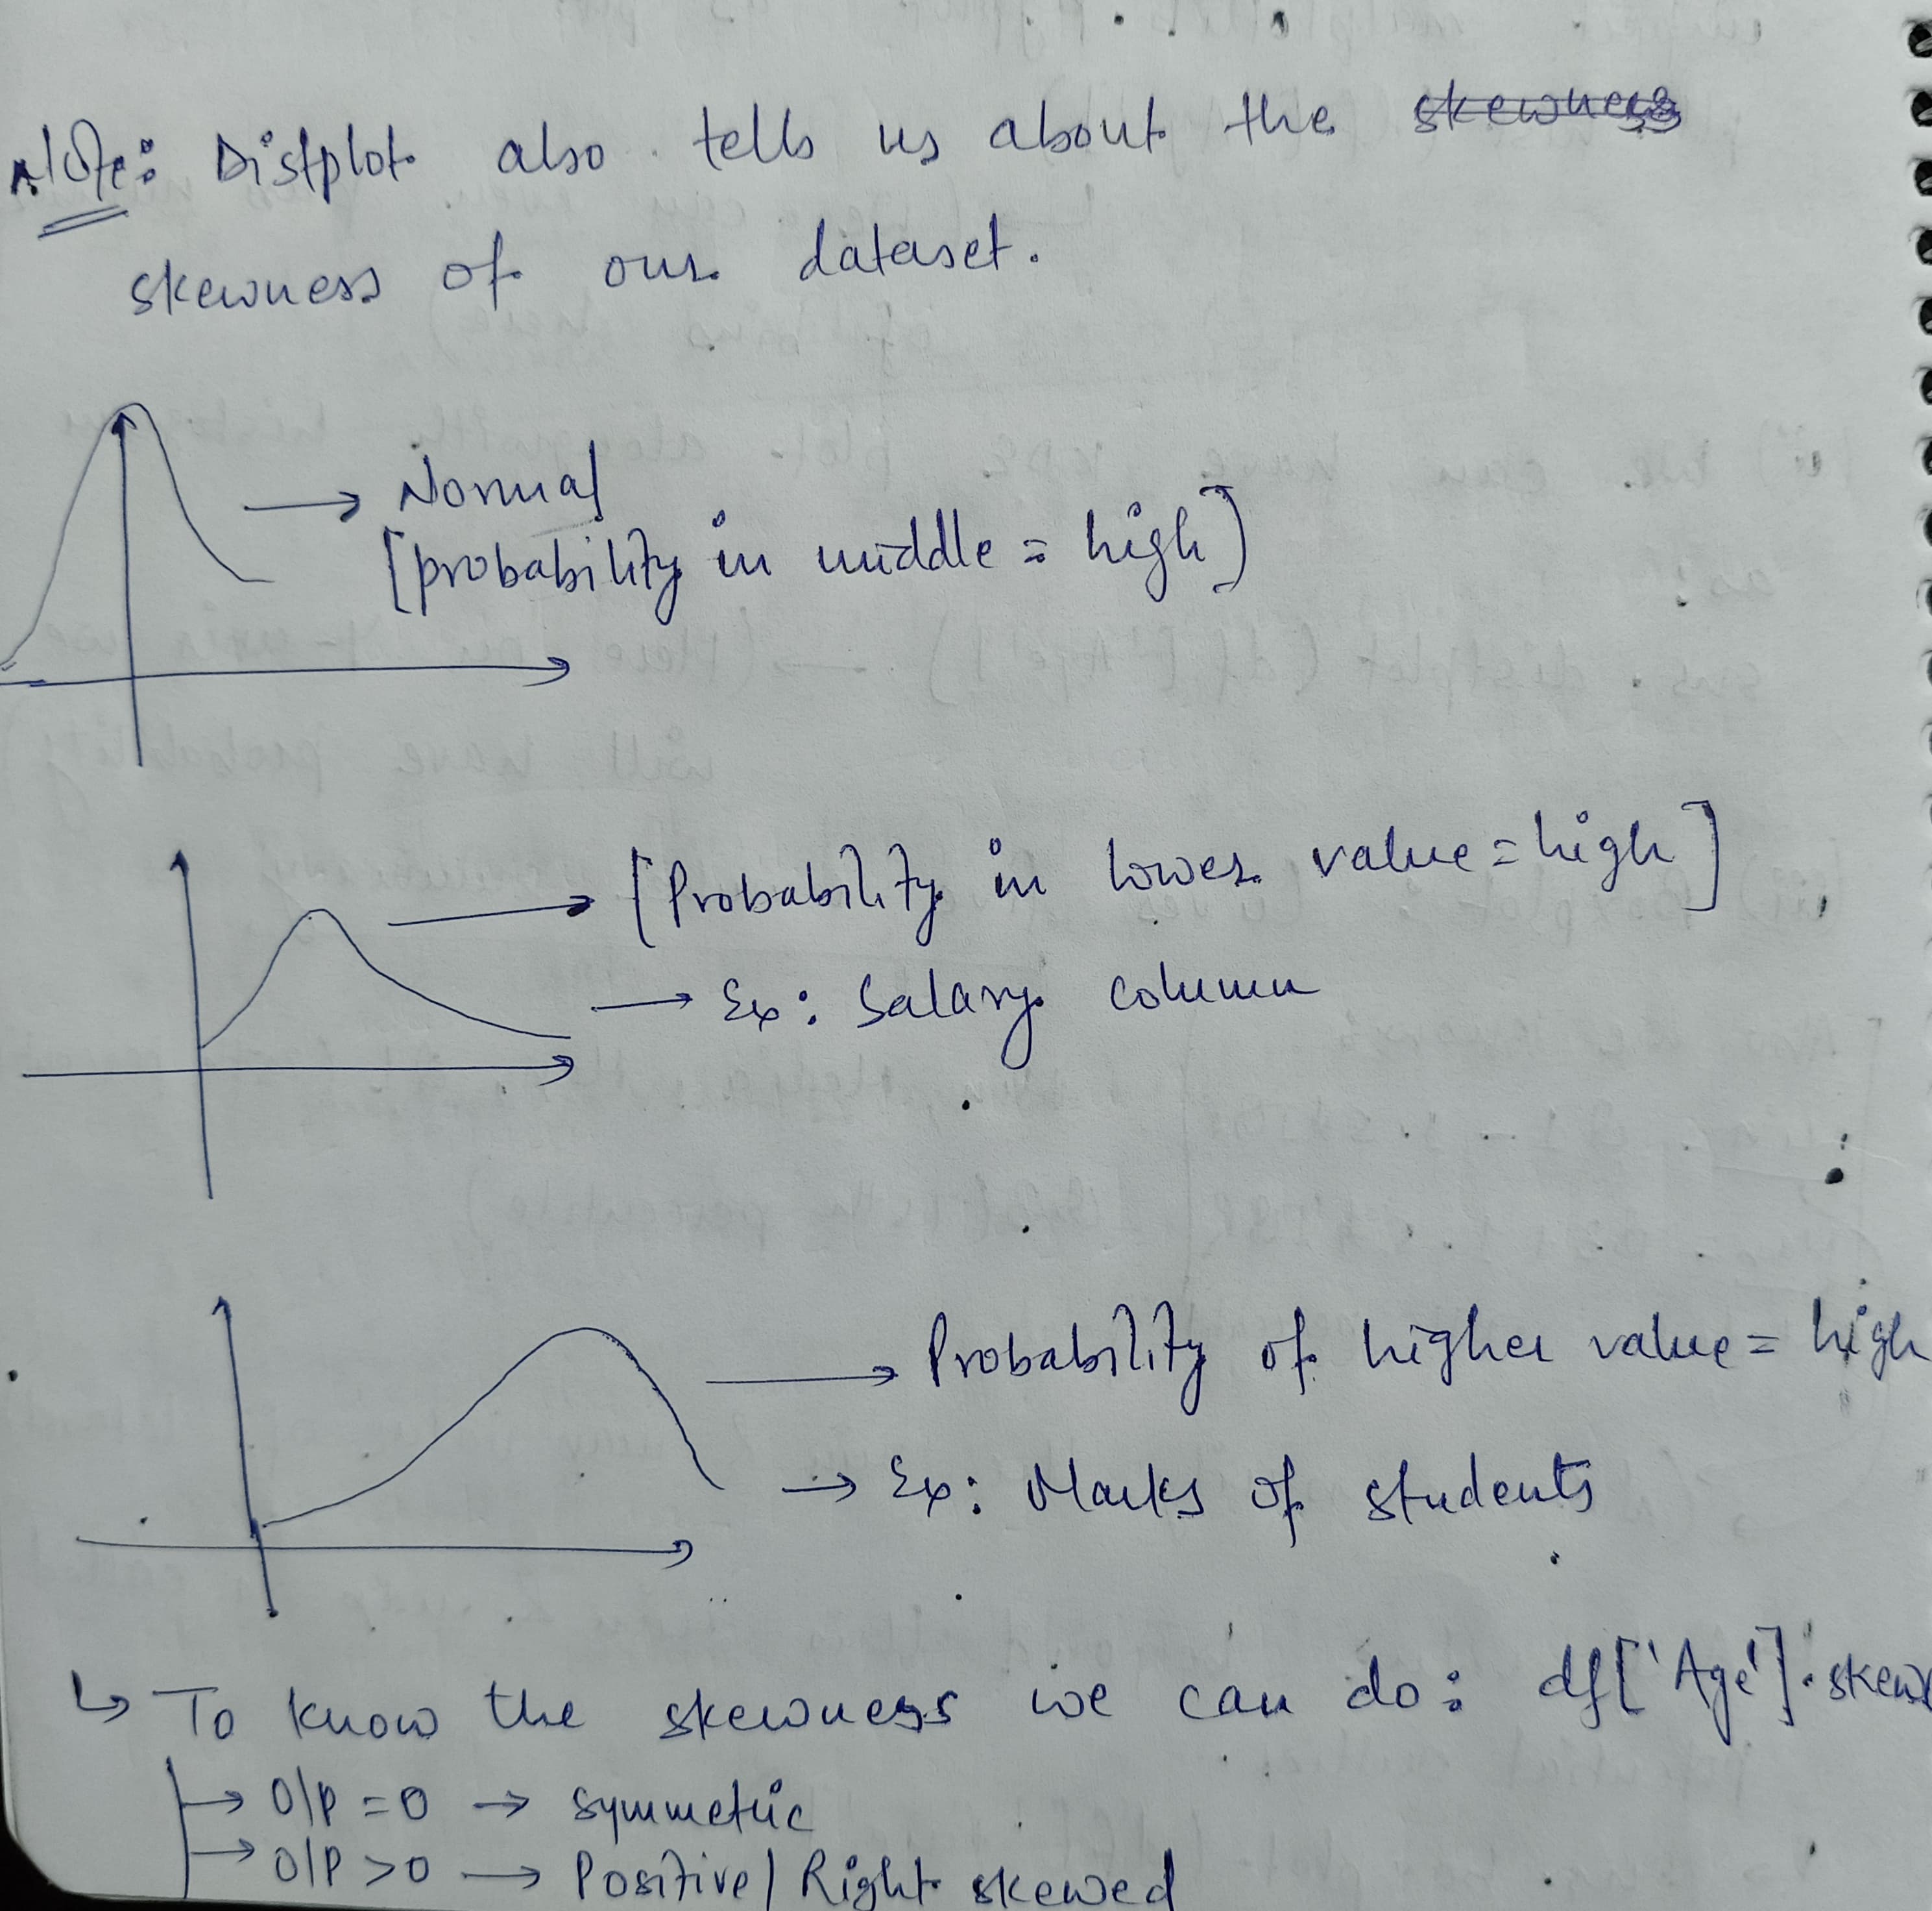 Note: Distplot also tells us about the skewness
skewness of our dataset.
→ Normal
[probability in middle = high]
→ [Probability in lower value = high]
→ Ex: Salary column
→ Probability of higher value = high
→ Ex: Marks of students
↳ To know the skewness we can do: df['Age'].skew
→ O/P = 0 → symmetric
→ O/P > 0 → Positive/Right skewed